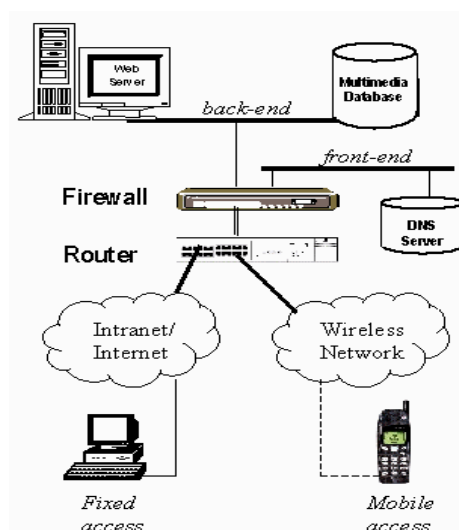 Web
Server
Multimedia
Database
back-end
front-end
Firewall
DNS
Server
Router
Intranet/
Internet
Wireless
Network
Fixed
access
Mobile
access